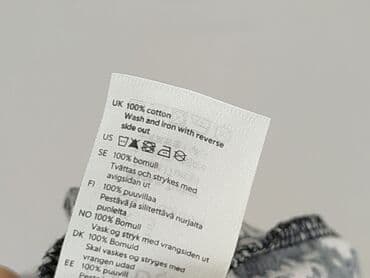 UK 100% cotton
Wash and iron with reverse
side out
US
SE 100% bomull
Tvättas och strykes med
avigsidan ut
FI 100% puuvillaa
Pestävä ja silitettävä nurjalta
puolelta
NO 100% Bomull
Vask og stryk med vrangsiden ut
DK 100% Bomuld
Skal vaskes og stryges med
vrangen udad
EE 100% puuvill